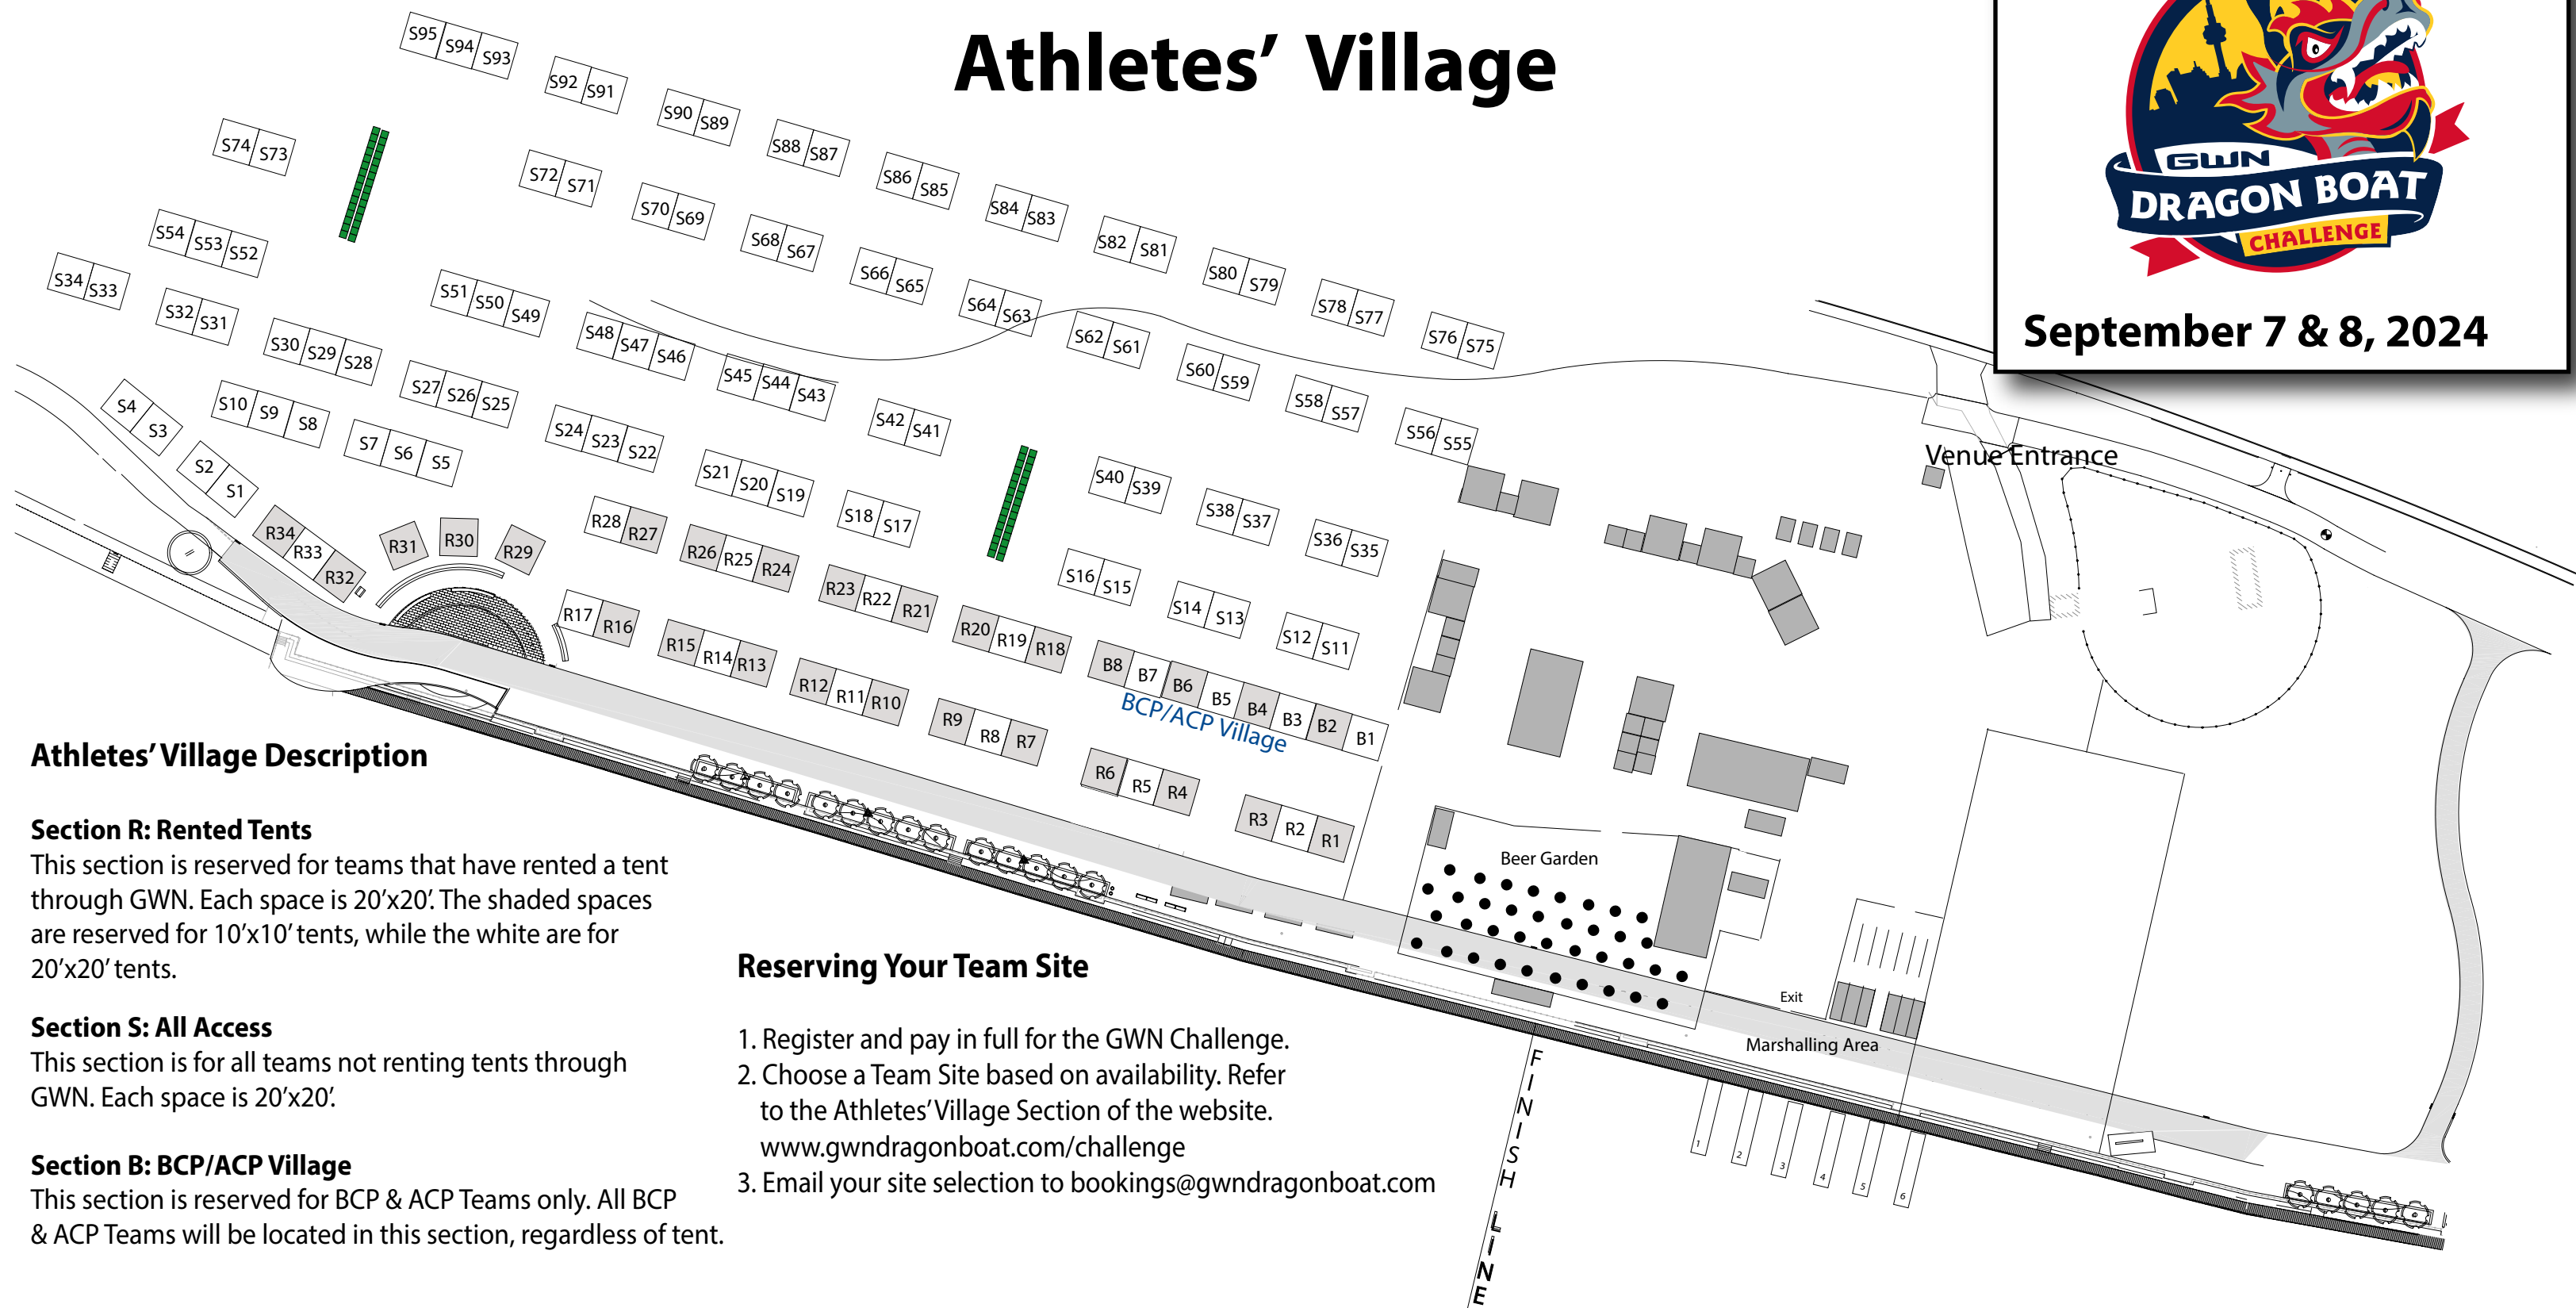 Athletes' Village
GWN
DRAGON BOAT
CHALLENGE
September 7 & 8, 2024
S95 S94 S93
S92 S91
S90 S89
S88 S87
S86 S85
S84 S83
S82 S81
S80 S79
S78 S77
S76 S75
S74 S73
S72 S71
S70 S69
S68 S67
S66 S65
S64 S63
S62 S61
S60 S59
S58 S57
S56 S55
S54 S53 S52
S51 S50 S49
S48 S47 S46
S45 S44 S43
S42 S41
S40 S39
S38 S37
S36 S35
S34 S33
S32 S31
S30 S29 S28
S27 S26 S25
S24 S23 S22
S21 S20 S19
S18 S17
S16 S15
S14 S13
S12 S11
S10 S9 S8
S7 S6 S5
S4 S3
S2 S1
R34 R33 R32
R31
R30
R29
R28 R27
R26 R25 R24
R23 R22 R21
R20 R19 R18
B8 B7 B6 B5 B4 B3 B2 B1
BCP/ACP Village
R17 R16
R15 R14 R13
R12 R11 R10
R9 R8 R7
R6 R5 R4
R3 R2 R1
Venue Entrance
Beer Garden
Exit
Marshalling Area
1 2 3 4 5 6
FINISH LINE
Athletes' Village Description
Section R: Rented Tents
This section is reserved for teams that have rented a tent
through GWN. Each space is 20'x20'. The shaded spaces
are reserved for 10'x10' tents, while the white are for
20'x20' tents.
Section S: All Access
This section is for all teams not renting tents through
GWN. Each space is 20'x20'.
Section B: BCP/ACP Village
This section is reserved for BCP & ACP Teams only. All BCP
& ACP Teams will be located in this section, regardless of tent.
Reserving Your Team Site
1. Register and pay in full for the GWN Challenge.
2. Choose a Team Site based on availability. Refer
to the Athletes' Village Section of the website.
www.gwndragonboat.com/challenge
3. Email your site selection to bookings@gwndragonboat.com